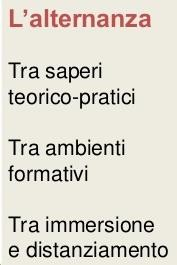 L'alternanza
Tra saperi
teorico-pratici
Tra ambienti
formativi
Tra immersione
e distanziamento